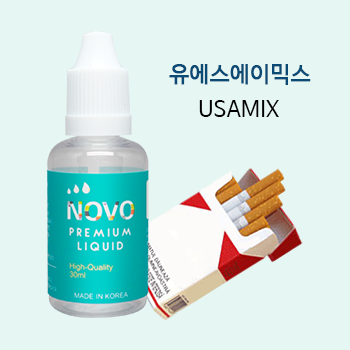 유에스에이믹스
USAMIX
NOVO
PREMIUM
LIQUID
High-Quality
30ml
MADE IN KOREA